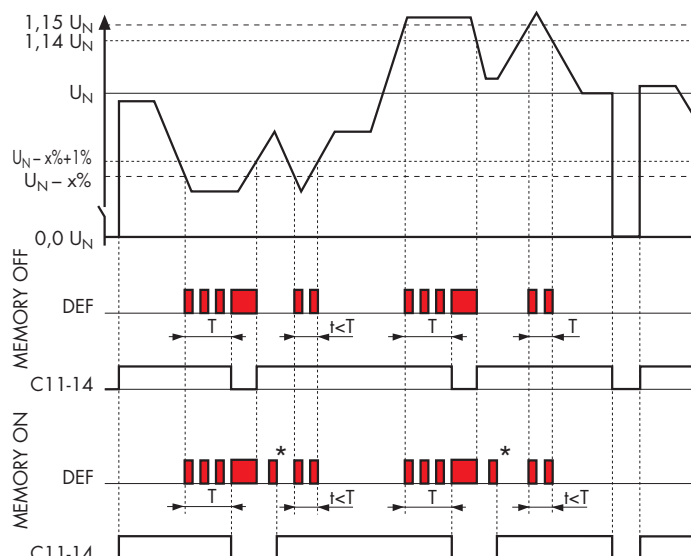 1,15 U_N
1,14 U_N
U_N
U_N – x%+1%
U_N – x%
0,0 U_N
MEMORY OFF
DEF
T t<T T T
C11-14
MEMORY ON
* *
DEF
T t<T T t<T
C11-14